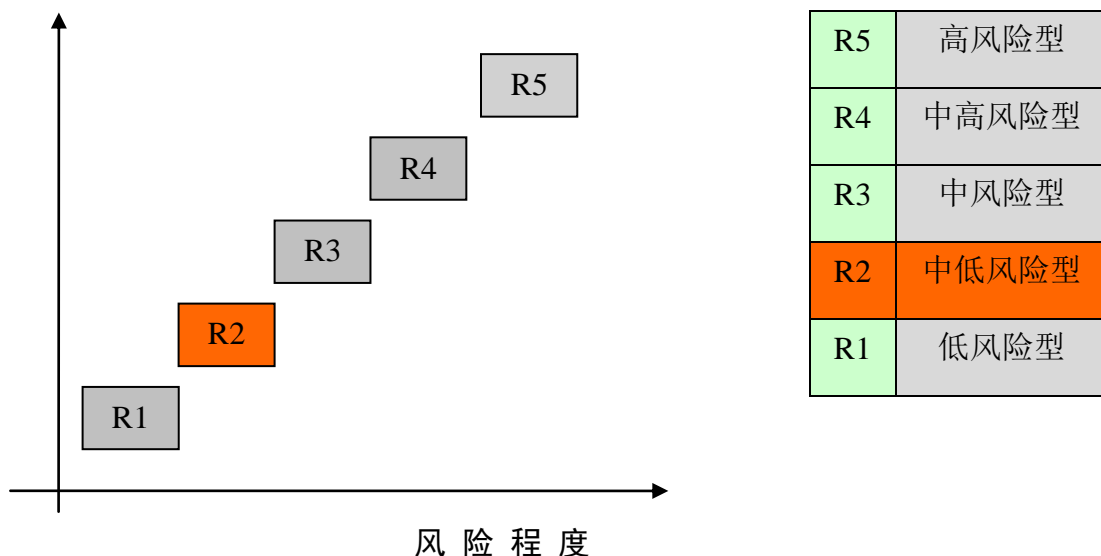 R5
R4
R3
R2
R1
风险程度
R5 高风险型
R4 中高风险型
R3 中风险型
R2 中低风险型
R1 低风险型